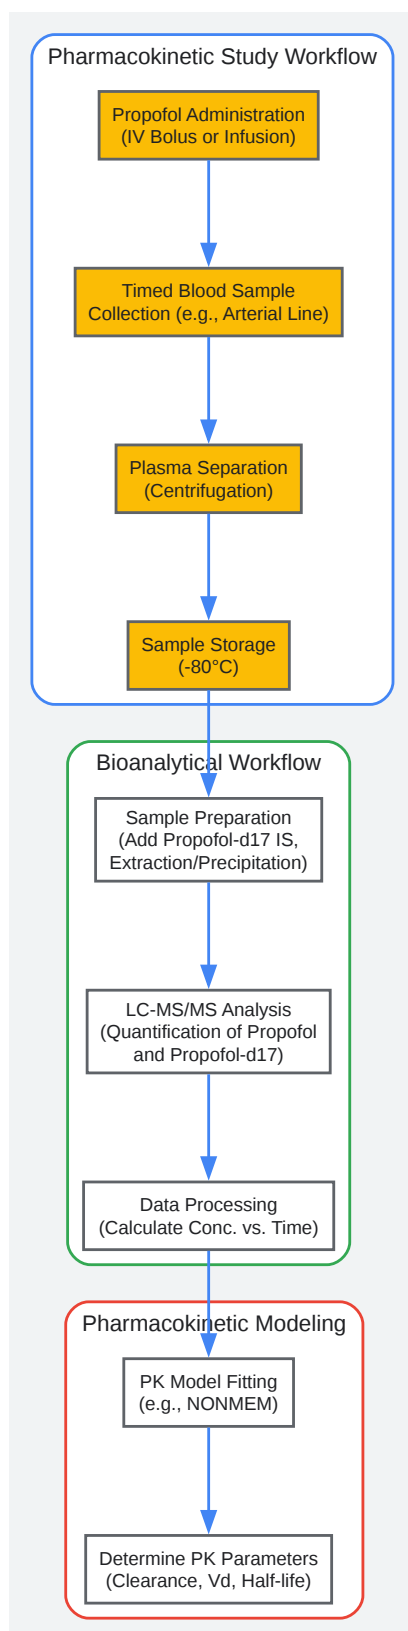 Pharmacokinetic Study Workflow
Propofol Administration
(IV Bolus or Infusion)
Timed Blood Sample
Collection (e.g., Arterial Line)
Plasma Separation
(Centrifugation)
Sample Storage
(-80°C)
Bioanalytical Workflow
Sample Preparation
(Add Propofol-d17 IS,
Extraction/Precipitation)
LC-MS/MS Analysis
(Quantification of Propofol
and Propofol-d17)
Data Processing
(Calculate Conc. vs. Time)
Pharmacokinetic Modeling
PK Model Fitting
(e.g., NONMEM)
Determine PK Parameters
(Clearance, Vd, Half-life)